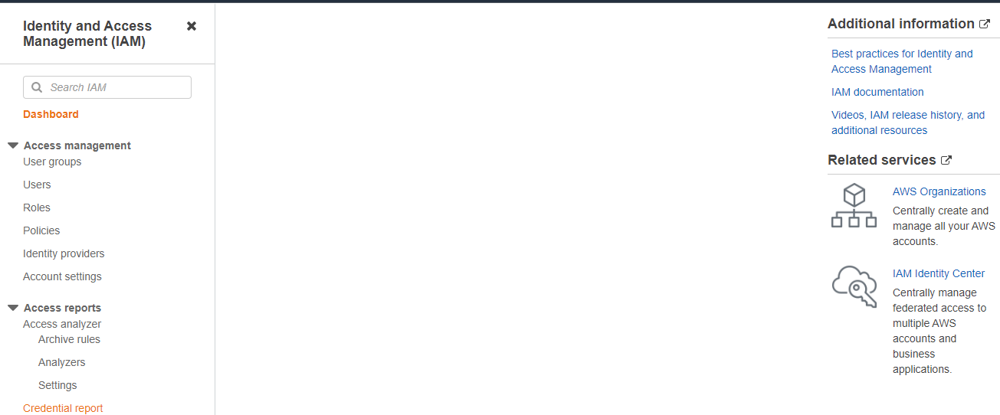 Identity and Access
Management (IAM)
Search IAM
Dashboard
Access management
User groups
Users
Roles
Policies
Identity providers
Account settings
Access reports
Access analyzer
Archive rules
Analyzers
Settings
Credential report
Additional information
Best practices for Identity and
Access Management
IAM documentation
Videos, IAM release history, and
additional resources
Related services
AWS Organizations
Centrally create and
manage all your AWS
accounts.
IAM Identity Center
Centrally manage
federated access to
multiple AWS
accounts and
business
applications.